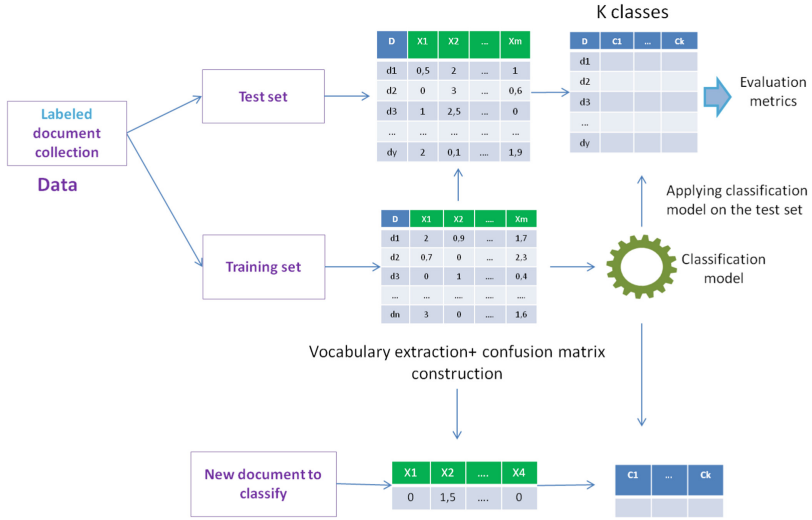 K classes
D X1 X2 ... Xm
d1 0,5 2 ... 1
d2 0 3 ... 0,6
d3 1 2,5 ... 0
... ... ... ... ...
dy 2 0,1 .... 1,9
D C1 ... Ck
d1
d2
d3
...
dy
Evaluation
metrics
Test set
Labeled
document
collection
Data
Training set
D X1 X2 .... Xm
d1 2 0,9 ... 1,7
d2 0,7 0 ... 2,3
d3 0 1 ... 0,4
... ... .... .... ....
dn 3 0 .... 1,6
Applying classification
model on the test set
Classification
model
Vocabulary extraction+ confusion matrix
construction
New document to
classify
X1 X2 .... X4
0 1,5 .... 0
C1 ... Ck